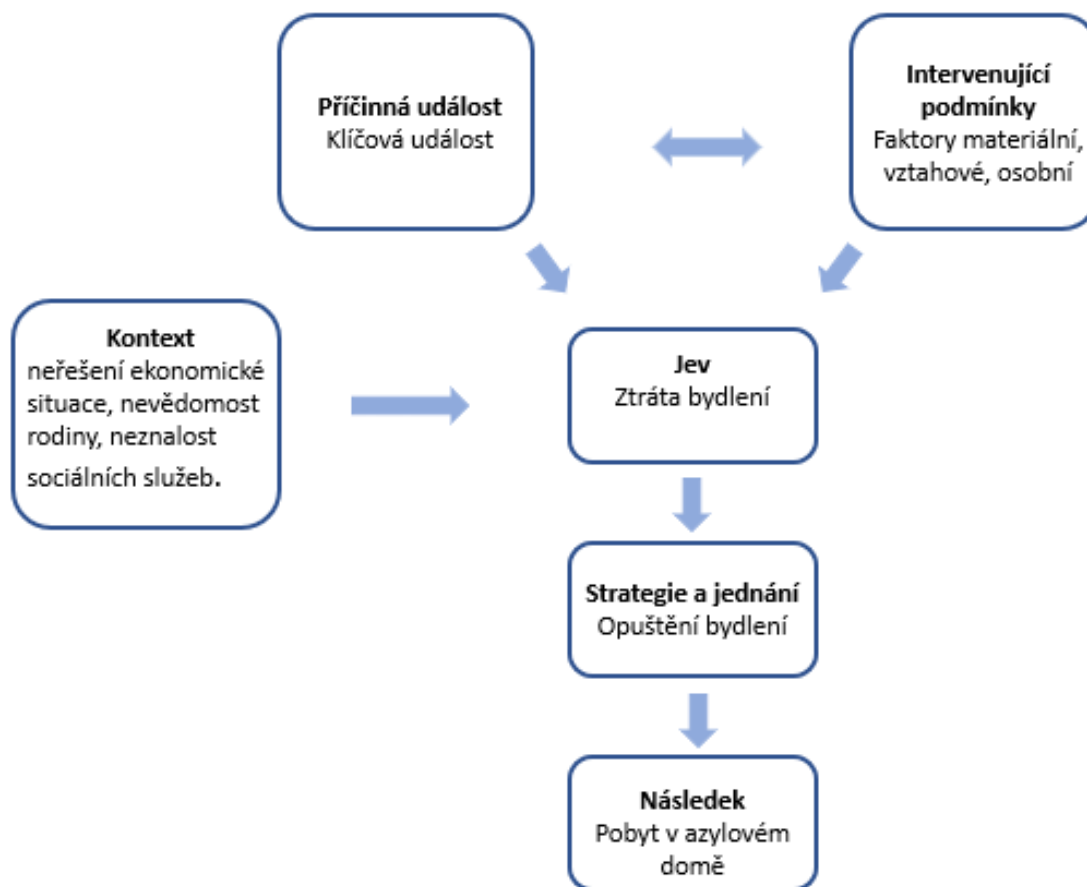 Příčinná událost
Klíčová událost
Intervenující
podmínky
Faktory materiální,
vztahové, osobní
Kontext
neřešení ekonomické
situace, nevědomost
rodiny, neznalost
sociálních služeb.
Jev
Ztráta bydlení
Strategie a jednání
Opuštění bydlení
Následek
Pobyt v azylovém
domě